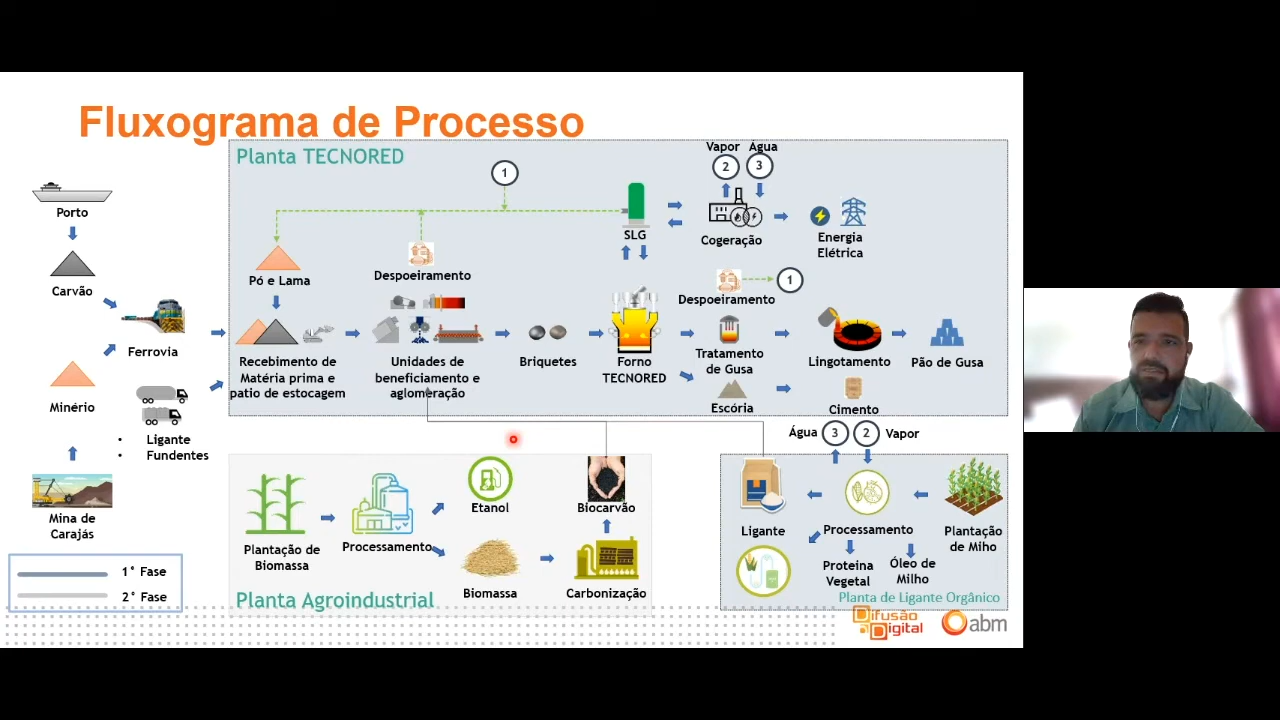 Fluxograma de Processo
Planta TECNORED
Vapor
Água
1
2
3
Porto
SLG
Cogeração
Energia
Elétrica
Carvão
Pó e Lama
Despoeiramento
Despoeiramento
1
Ferrovia
Recebimento de
Matéria prima e
patio de estocagem
Unidades de
beneficiamento e
aglomeração
Briquetes
Forno
TECNORED
Tratamento
de Gusa
Lingotamento
Pão de Gusa
Minério
Escória
Cimento
• Ligante
• Fundentes
Água
3
2
Vapor
Mina de
Carajás
Plantação de
Biomassa
Processamento
Etanol
Biocarvão
Biomassa
Carbonização
Planta Agroindustrial
Ligante
Processamento
Plantação
de Milho
Proteina
Vegetal
Óleo de
Milho
Planta de Ligante Orgânico
1° Fase
2° Fase
Difusão
Digital
abm